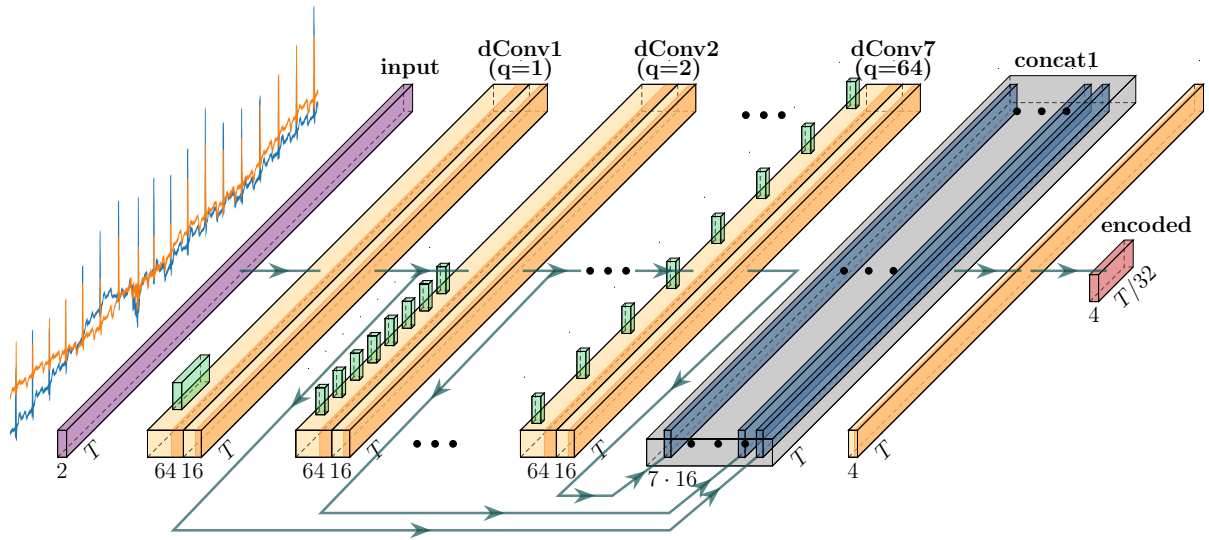 input
dConv1
(q=1)
dConv2
(q=2)
dConv7
(q=64)
concat1
encoded
2
T
64 16
T
64 16
T
64 16
T
7 · 16
T
4
T
4
T/32